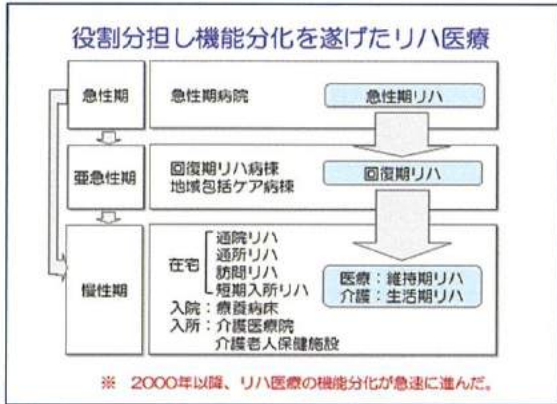 役割分担し機能分化を遂げたリハ医療
急性期
急性期病院
急性期リハ
亜急性期
回復期リハ病棟
地域包括ケア病棟
回復期リハ
慢性期
在宅
通院リハ
通所リハ
訪問リハ
短期入所リハ
入院：療養病床
入所：介護医療院
介護老人保健施設
医療：維持期リハ
介護：生活期リハ
※ 2000年以降、リハ医療の機能分化が急速に進んだ。